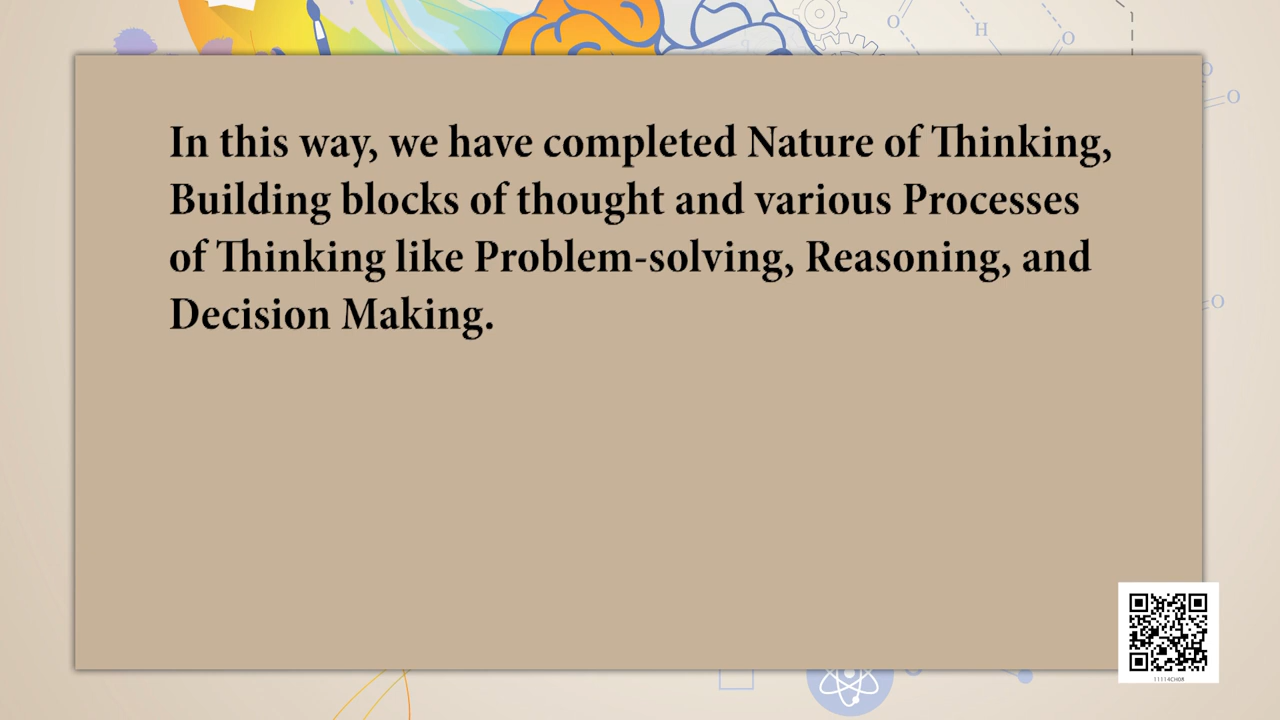 In this way, we have completed Nature of Thinking,
Building blocks of thought and various Processes
of Thinking like Problem-solving, Reasoning, and
Decision Making.
O
H
O
O
O
O
11114CH08